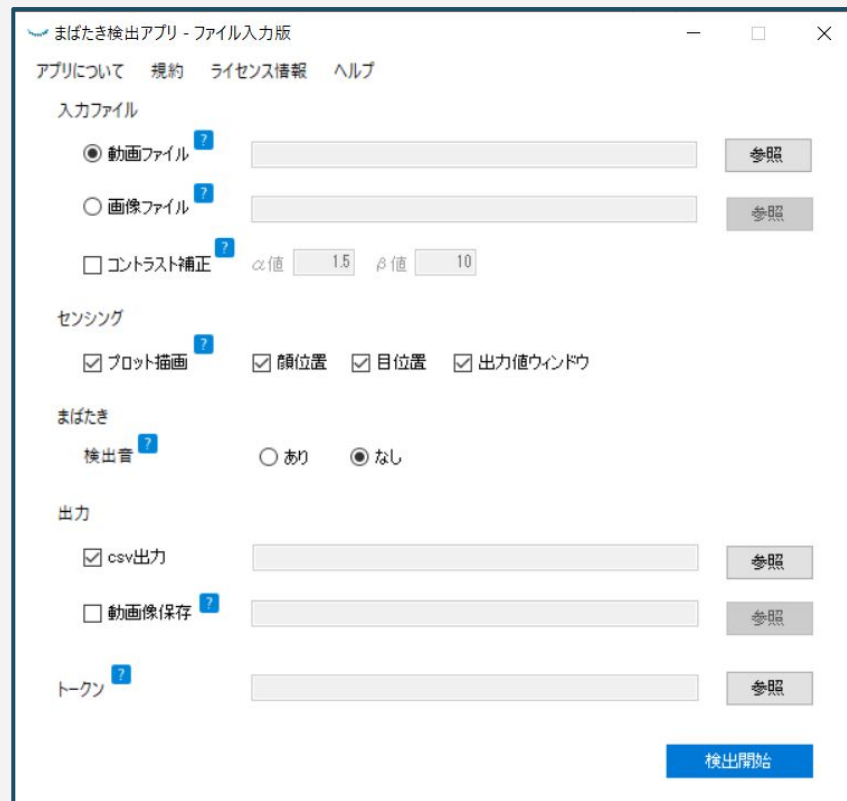 まばたき検出アプリ - ファイル入力版
アプリについて 規約 ライセンス情報 ヘルプ
入力ファイル
動画ファイル ? 参照
画像ファイル ? 参照
コントラスト補正 ? α値 1.5 β値 10
センシング
プロット描画 ? 顔位置 目位置 出力値ウィンドウ
まばたき
検出音 ? あり なし
出力
csv出力 参照
動画像保存 ? 参照
トークン ? 参照
検出開始